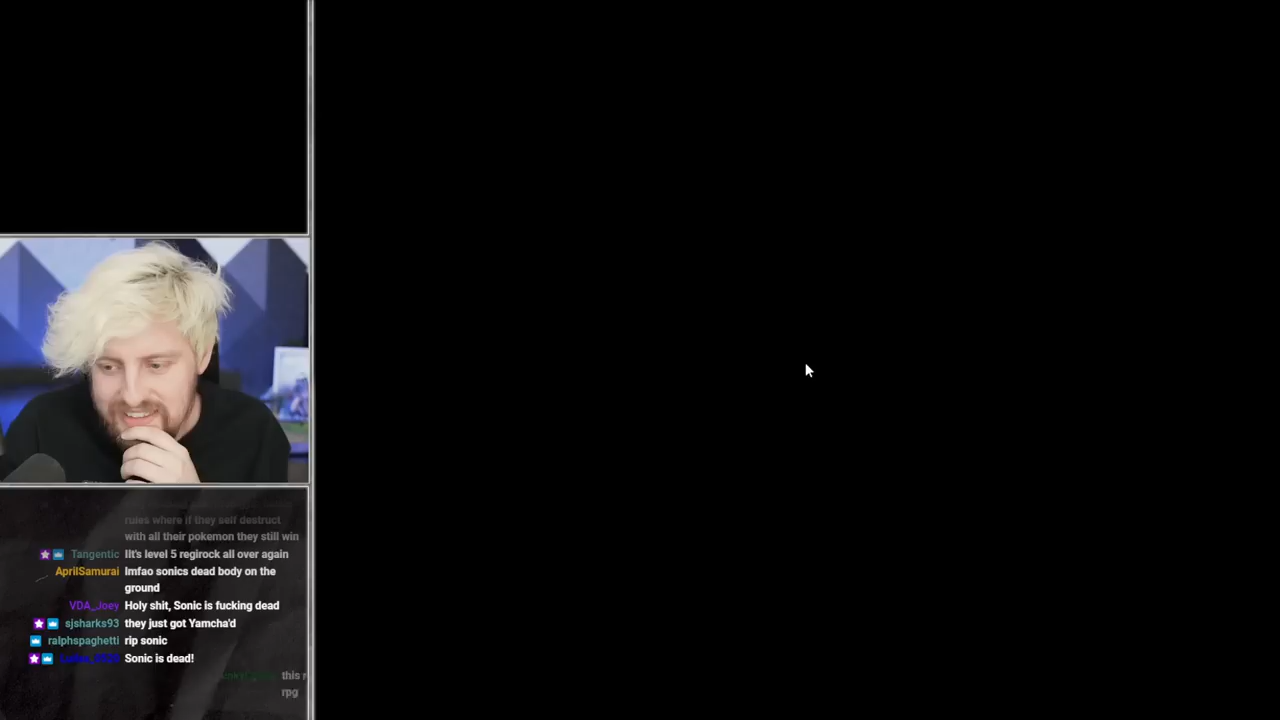 rules where if they self destruct
with all their pokemon they still win
Tangentic IIt's level 5 regirock all over again
AprilSamurai lmfao sonics dead body on the
ground
VDA_Joey Holy shit, Sonic is fucking dead
sjsharks93 they just got Yamcha'd
ralphspaghetti rip sonic
Sonic is dead!
this
rpg